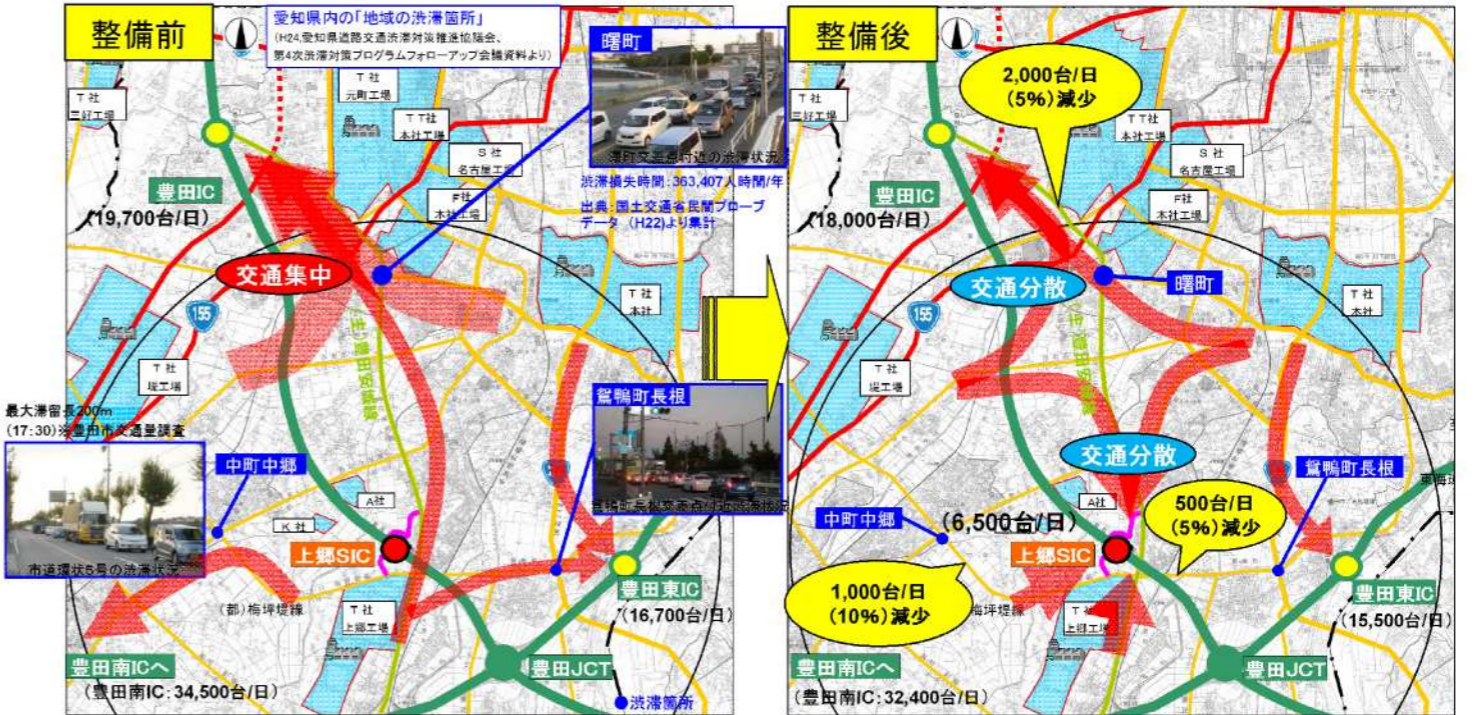 整備前
愛知県内の「地域の渋滞箇所」
(H24.愛知県道路交通渋滞対策推進協議会、
第4次渋滞対策プログラムフォローアップ会議資料より)
曙町
T社
三好工場
T社
元町工場
TT社
本社工場
S社
名古屋工場
F社
本社工場
曙町交差点付近の渋滞状況
渋滞損失時間:363,407人時間/年
出典:国土交通省民間プローブ
データ(H22)より集計
豊田IC
(19,700台/日)
交通集中
155
T社
本社
T社
堤工場
(主)豊田安城線
最大滞留長200m
(17:30)※豊田市交通量調査
中町中郷
市道環状5号の渋滞状況
鴛鴨町長根
A社
K社
上郷SIC
豊田東IC
(16,700台/日)
(都)梅坪堤線
T社
上郷工場
豊田南ICへ
(豊田南IC:34,500台/日)
豊田JCT
渋滞箇所
整備後
2,000台/日
(5%)減少
T社
三好工場
TT社
本社工場
S社
名古屋工場
F社
本社工場
豊田IC
(18,000台/日)
交通分散
曙町
155
T社
本社
T社
堤工場
交通分散
鴛鴨町長根
A社
中町中郷
(6,500台/日)
500台/日
(5%)減少
上郷SIC
豊田東IC
(15,500台/日)
1,000台/日
(10%)減少
梅坪堤線
T社
上郷工場
豊田南ICへ
(豊田南IC:32,400台/日)
豊田JCT